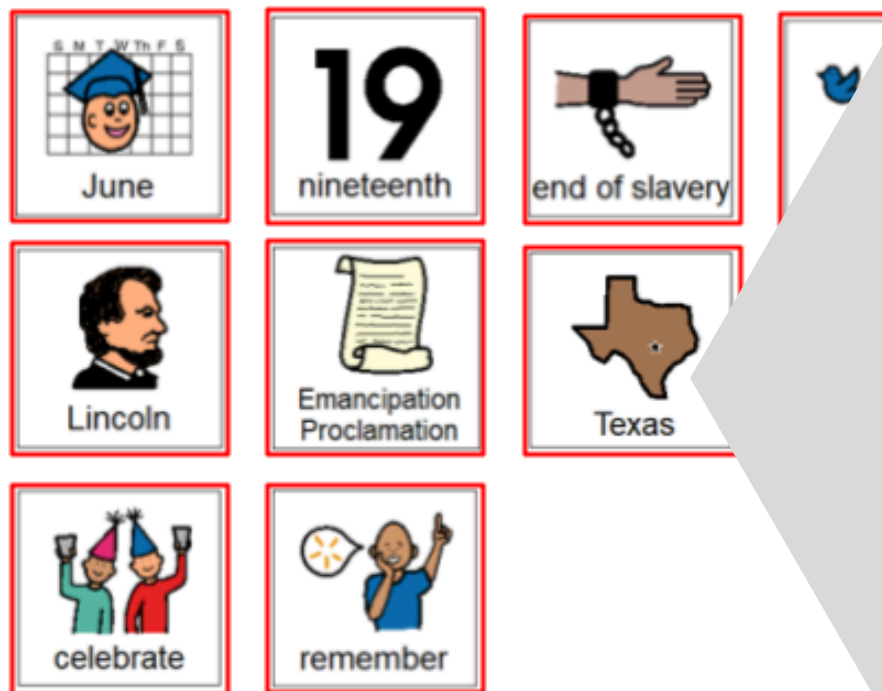 S M T W Th F S
June
19
nineteenth
end of slavery
Lincoln
Emancipation
Proclamation
Texas
celebrate
remember